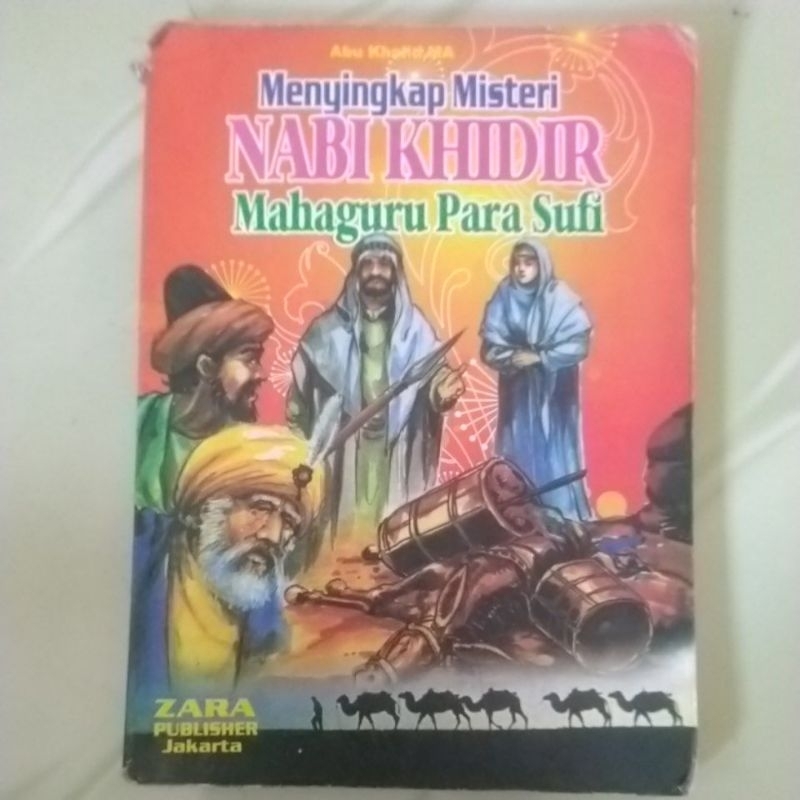 Abu Khalid, MA
Menyingkap Misteri
NABI KHIDIR
Mahaguru Para Sufi
ZARA
PUBLISHER
Jakarta